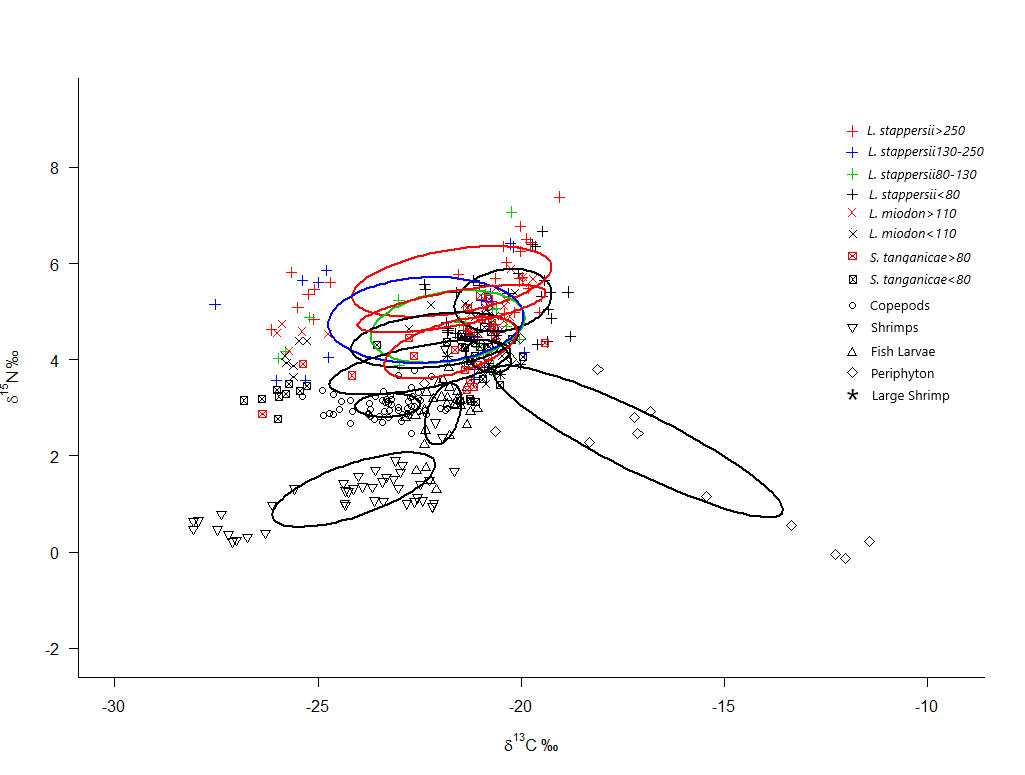 L. stappersii>250
L. stappersii130-250
L. stappersii80-130
L. stappersii<80
L. miodon>110
L. miodon<110
S. tanganicae>80
S. tanganicae<80
Copepods
Shrimps
Fish Larvae
Periphyton
Large Shrimp
8
6
4
2
0
-2
δ15N ‰
-30 -25 -20 -15 -10
δ13C ‰